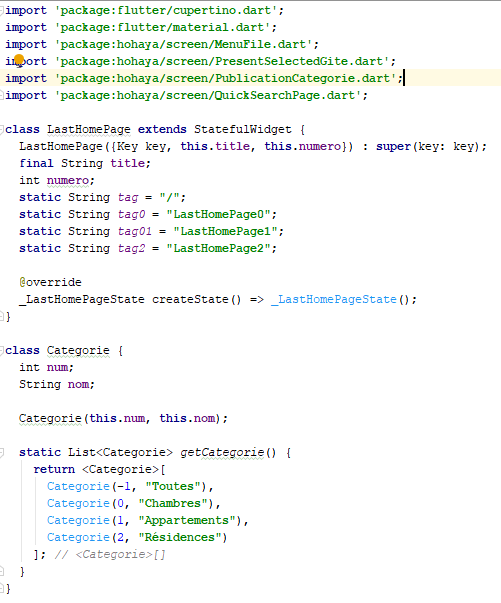 import 'package:flutter/cupertino.dart';
import 'package:flutter/material.dart';
import 'package:hohaya/screen/MenuFile.dart';
import 'package:hohaya/screen/PresentSelectedGite.dart';
import 'package:hohaya/screen/PublicationCategorie.dart';
import 'package:hohaya/screen/QuickSearchPage.dart';

class LastHomePage extends StatefulWidget {
  LastHomePage({Key key, this.title, this.numero}) : super(key: key);
  final String title;
  int numero;
  static String tag = "/";
  static String tag0 = "LastHomePage0";
  static String tag01 = "LastHomePage1";
  static String tag2 = "LastHomePage2";

  @override
  _LastHomePageState createState() => _LastHomePageState();
}

class Categorie {
  int num;
  String nom;

  Categorie(this.num, this.nom);

  static List<Categorie> getCategorie() {
    return <Categorie>[
      Categorie(-1, "Toutes"),
      Categorie(0, "Chambres"),
      Categorie(1, "Appartements"),
      Categorie(2, "Résidences")
    ]; // <Categorie>[]
  }
}